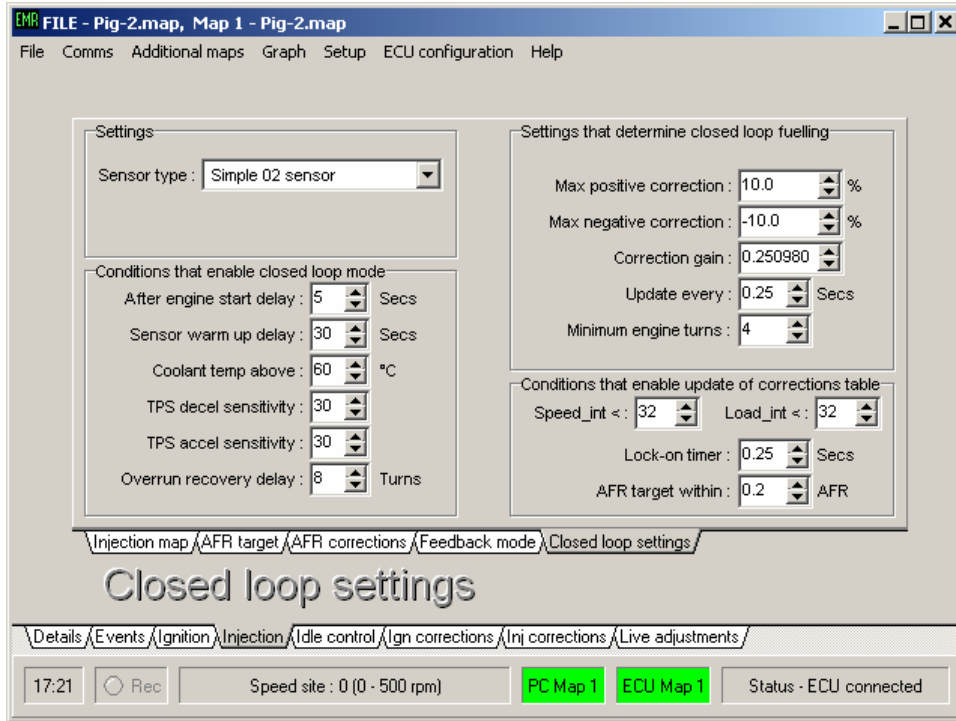 EMR FILE - Pig-2.map, Map 1 - Pig-2.map
File Comms Additional maps Graph Setup ECU configuration Help
Settings
Sensor type : Simple 02 sensor
Conditions that enable closed loop mode
After engine start delay : 5 Secs
Sensor warm up delay : 30 Secs
Coolant temp above : 60 °C
TPS decel sensitivity : 30
TPS accel sensitivity : 30
Overrun recovery delay : 8 Turns
Settings that determine closed loop fuelling
Max positive correction : 10.0 %
Max negative correction : -10.0 %
Correction gain : 0.250980
Update every : 0.25 Secs
Minimum engine turns : 4
Conditions that enable update of corrections table
Speed_int < : 32 Load_int < : 32
Lock-on timer : 0.25 Secs
AFR target within : 0.2 AFR
Injection map AFR target AFR corrections Feedback mode Closed loop settings
Closed loop settings
Details Events Ignition Injection Idle control Ign corrections Inj corrections Live adjustments
17:21 Rec Speed site : 0 (0 - 500 rpm) PC Map 1 ECU Map 1 Status - ECU connected